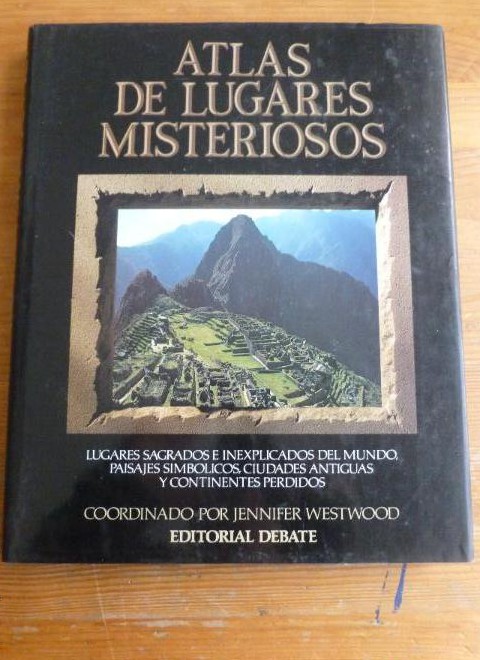 ATLAS
DE LUGARES
MISTERIOSOS
LUGARES SAGRADOS E INEXPLICADOS DEL MUNDO,
PAISAJES SIMBOLICOS, CIUDADES ANTIGUAS
Y CONTINENTES PERDIDOS
COORDINADO POR JENNIFER WESTWOOD
EDITORIAL DEBATE